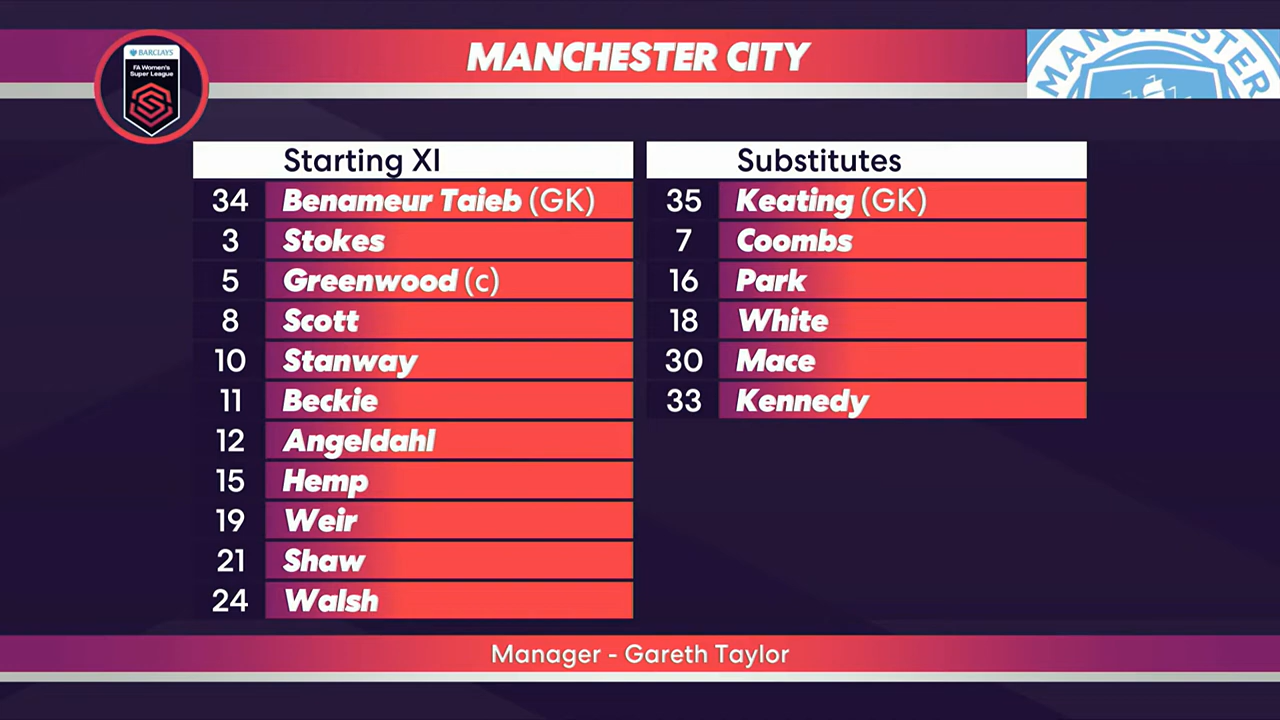 BARCLAYS
FA Women's
Super League
MANCHESTER CITY
MANCHESTER
Starting XI
34 Benameur Taieb (GK)
3 Stokes
5 Greenwood (c)
8 Scott
10 Stanway
11 Beckie
12 Angeldahl
15 Hemp
19 Weir
21 Shaw
24 Walsh
Substitutes
35 Keating (GK)
7 Coombs
16 Park
18 White
30 Mace
33 Kennedy
Manager - Gareth Taylor